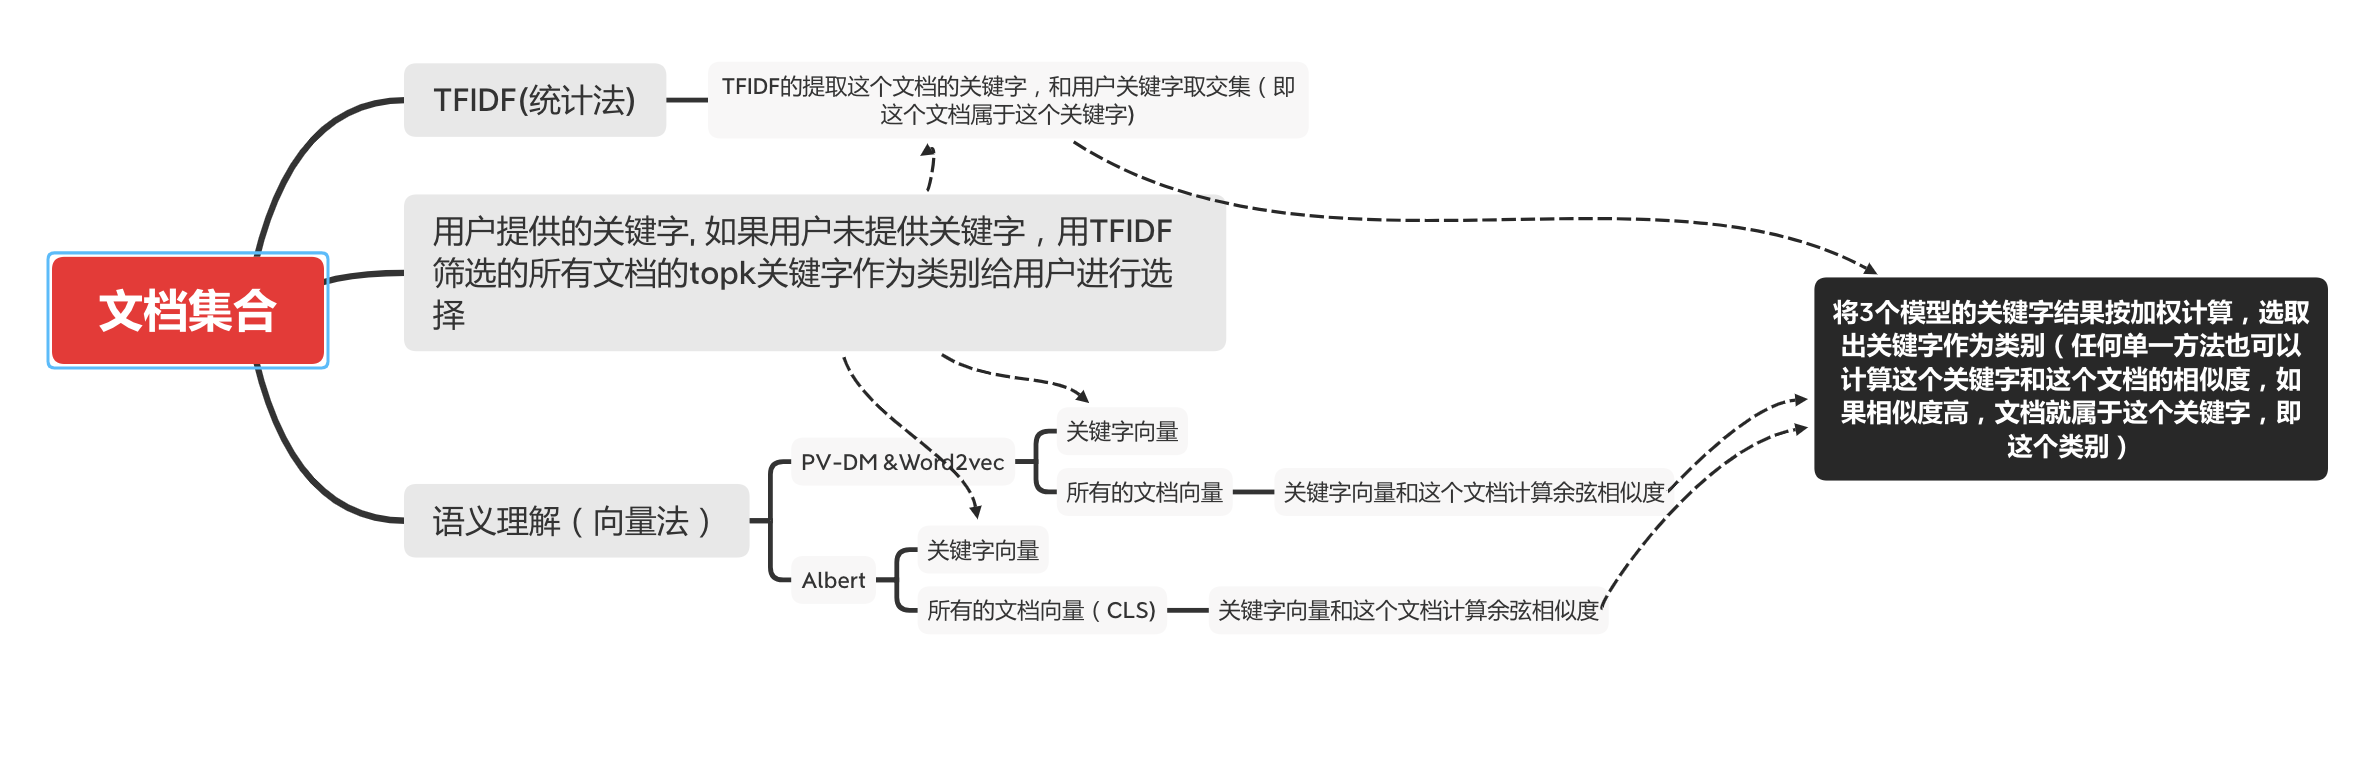 文档集合
TFIDF(统计法)
TFIDF的提取这个文档的关键字，和用户关键字取交集（即
这个文档属于这个关键字)
用户提供的关键字, 如果用户未提供关键字，用TFIDF
筛选的所有文档的topk关键字作为类别给用户进行选
择
语义理解（向量法）
PV-DM &Word2vec
关键字向量
所有的文档向量
关键字向量和这个文档计算余弦相似度
Albert
关键字向量
所有的文档向量（CLS)
关键字向量和这个文档计算余弦相似度
将3个模型的关键字结果按加权计算，选取
出关键字作为类别（任何单一方法也可以
计算这个关键字和这个文档的相似度，如
果相似度高，文档就属于这个关键字，即
这个类别）